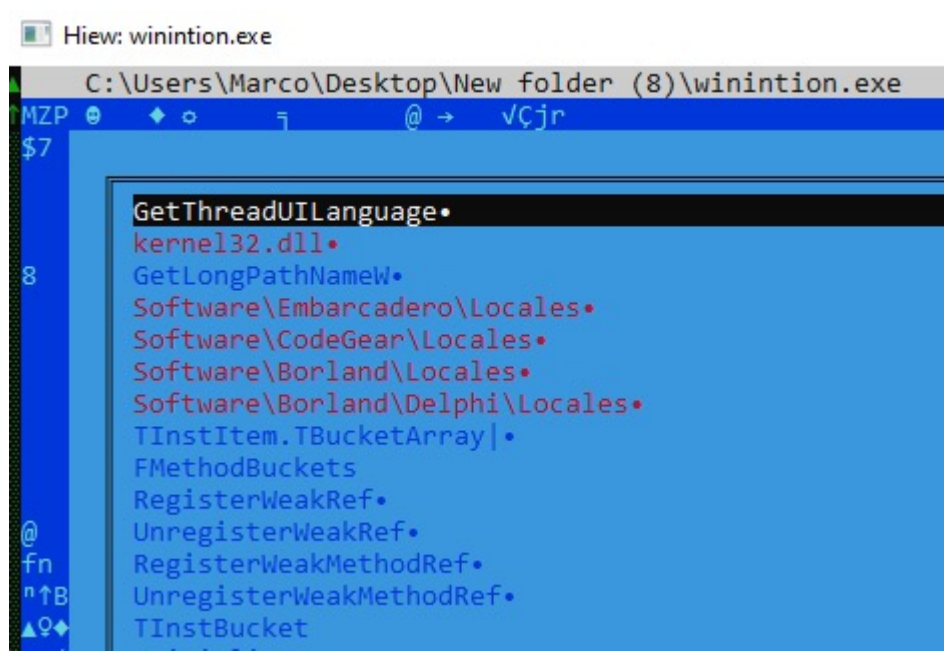 Hiew: winintion.exe
C:\Users\Marco\Desktop\New folder (8)\winintion.exe
MZP ☻ ♦ ☼ ╕ @ → √Çjr
$7
GetThreadUILanguage•
kernel32.dll•
8 GetLongPathNameW•
Software\Embarcadero\Locales•
Software\CodeGear\Locales•
Software\Borland\Locales•
Software\Borland\Delphi\Locales•
TInstItem.TBucketArray|•
FMethodBuckets
RegisterWeakRef•
@ UnregisterWeakRef•
fn RegisterWeakMethodRef•
ⁿ↑B UnregisterWeakMethodRef•
▲♀♦ TInstBucket